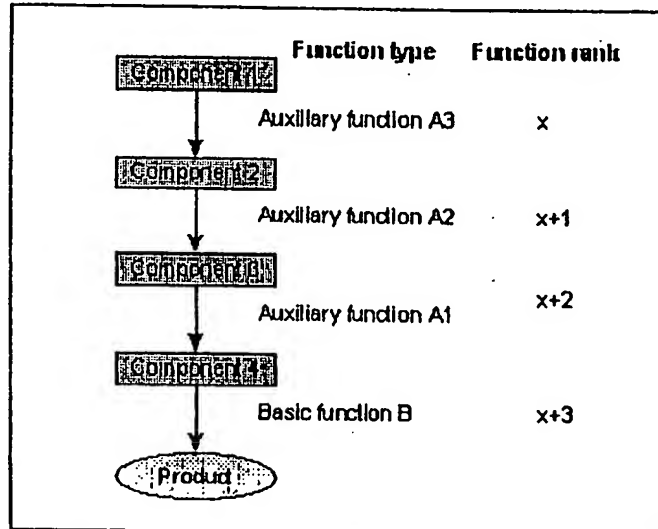 Function type Function rank
Component 1
Auxiliary function A3 x
Component 2
Auxiliary function A2 x+1
Component 3
Auxiliary function A1 x+2
Component 4
Basic function B x+3
Product